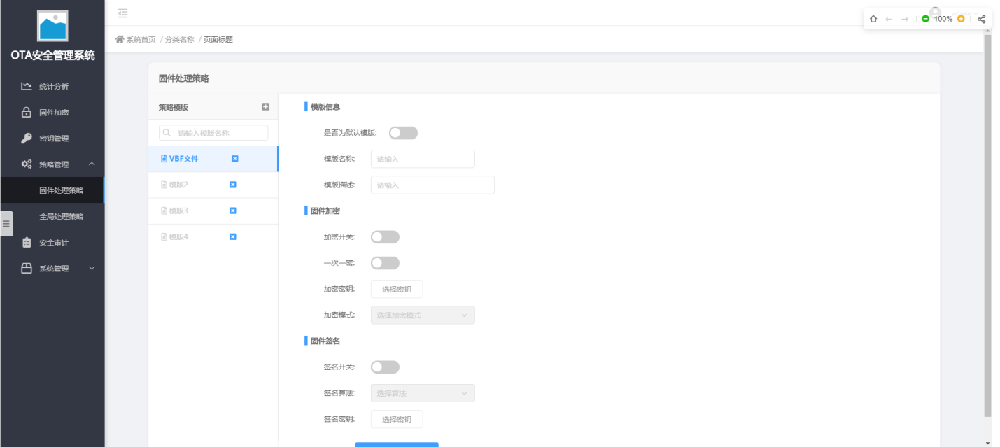 OTA安全管理系统
统计分析
固件加密
密钥管理
策略管理
固件处理策略
全局处理策略
安全审计
系统管理
100%
系统首页 / 分类名称 / 页面标题
固件处理策略
策略模版
请输入模版名称
VBF文件
模版2
模版3
模版4
模版信息
是否为默认模版:
模版名称: 请输入
模版描述: 请输入
固件加密
加密开关:
一次一密:
加密密钥: 选择密钥
加密模式: 选择加密模式
固件签名
签名开关:
签名算法: 选择算法
签名密钥: 选择密钥